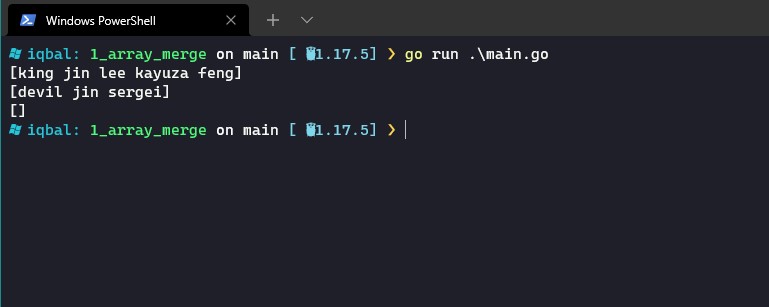 Windows PowerShell
iqbal: 1_array_merge on main [ 1.17.5] ❯ go run .\main.go
[king jin lee kayuza feng]
[devil jin sergei]
[]
iqbal: 1_array_merge on main [ 1.17.5] ❯